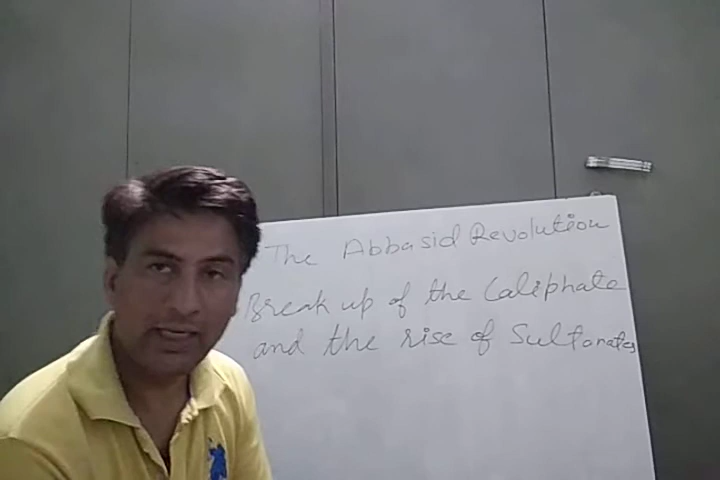 The Abbasid Revolution
Break up of the Caliphate
and the rise of Sultanates